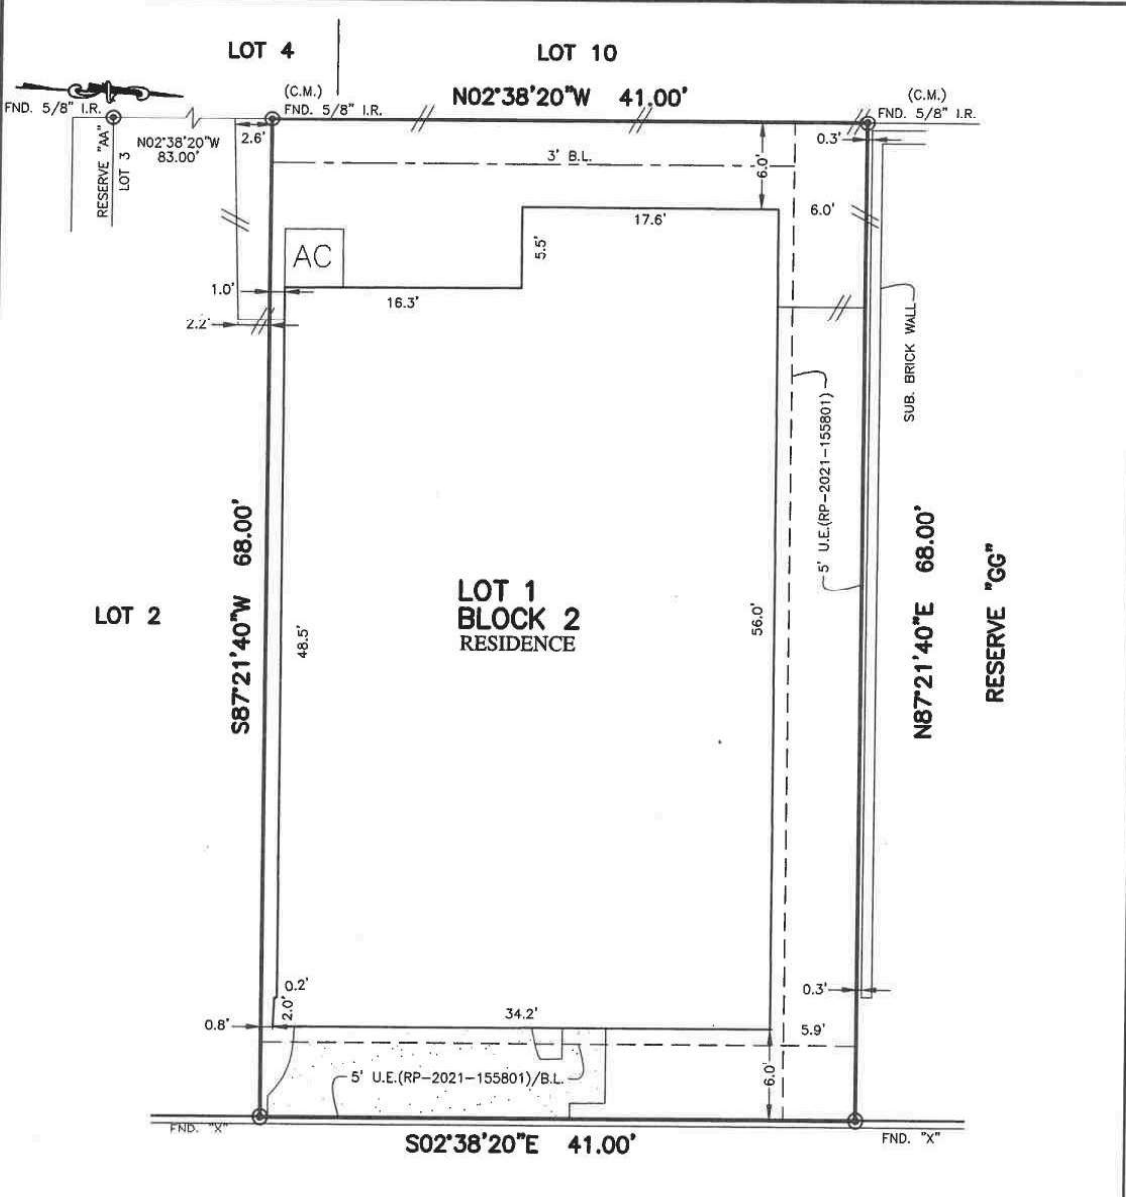 LOT 4
LOT 10
(C.M.)
FND. 5/8" I.R.
N02°38'20"W 41.00'
(C.M.)
FND. 5/8" I.R.
FND. 5/8" I.R.
RESERVE "AA"
LOT 3
N02°38'20"W
83.00'
2.6'
0.3'
3' B.L.
6.0'
17.6'
6.0'
5.5'
AC
1.0'
16.3'
2.2'
SUB. BRICK WALL
5' U.E.(RP-2021-155801)
S87°21'40"W 68.00'
N87°21'40"E 68.00'
RESERVE "GG"
LOT 2
LOT 1
BLOCK 2
RESIDENCE
48.5'
56.0'
0.2'
2.0'
0.3'
0.8'
34.2'
5.9'
5' U.E.(RP-2021-155801)/B.L.
6.0'
FND. "X"
S02°38'20"E 41.00'
FND. "X"